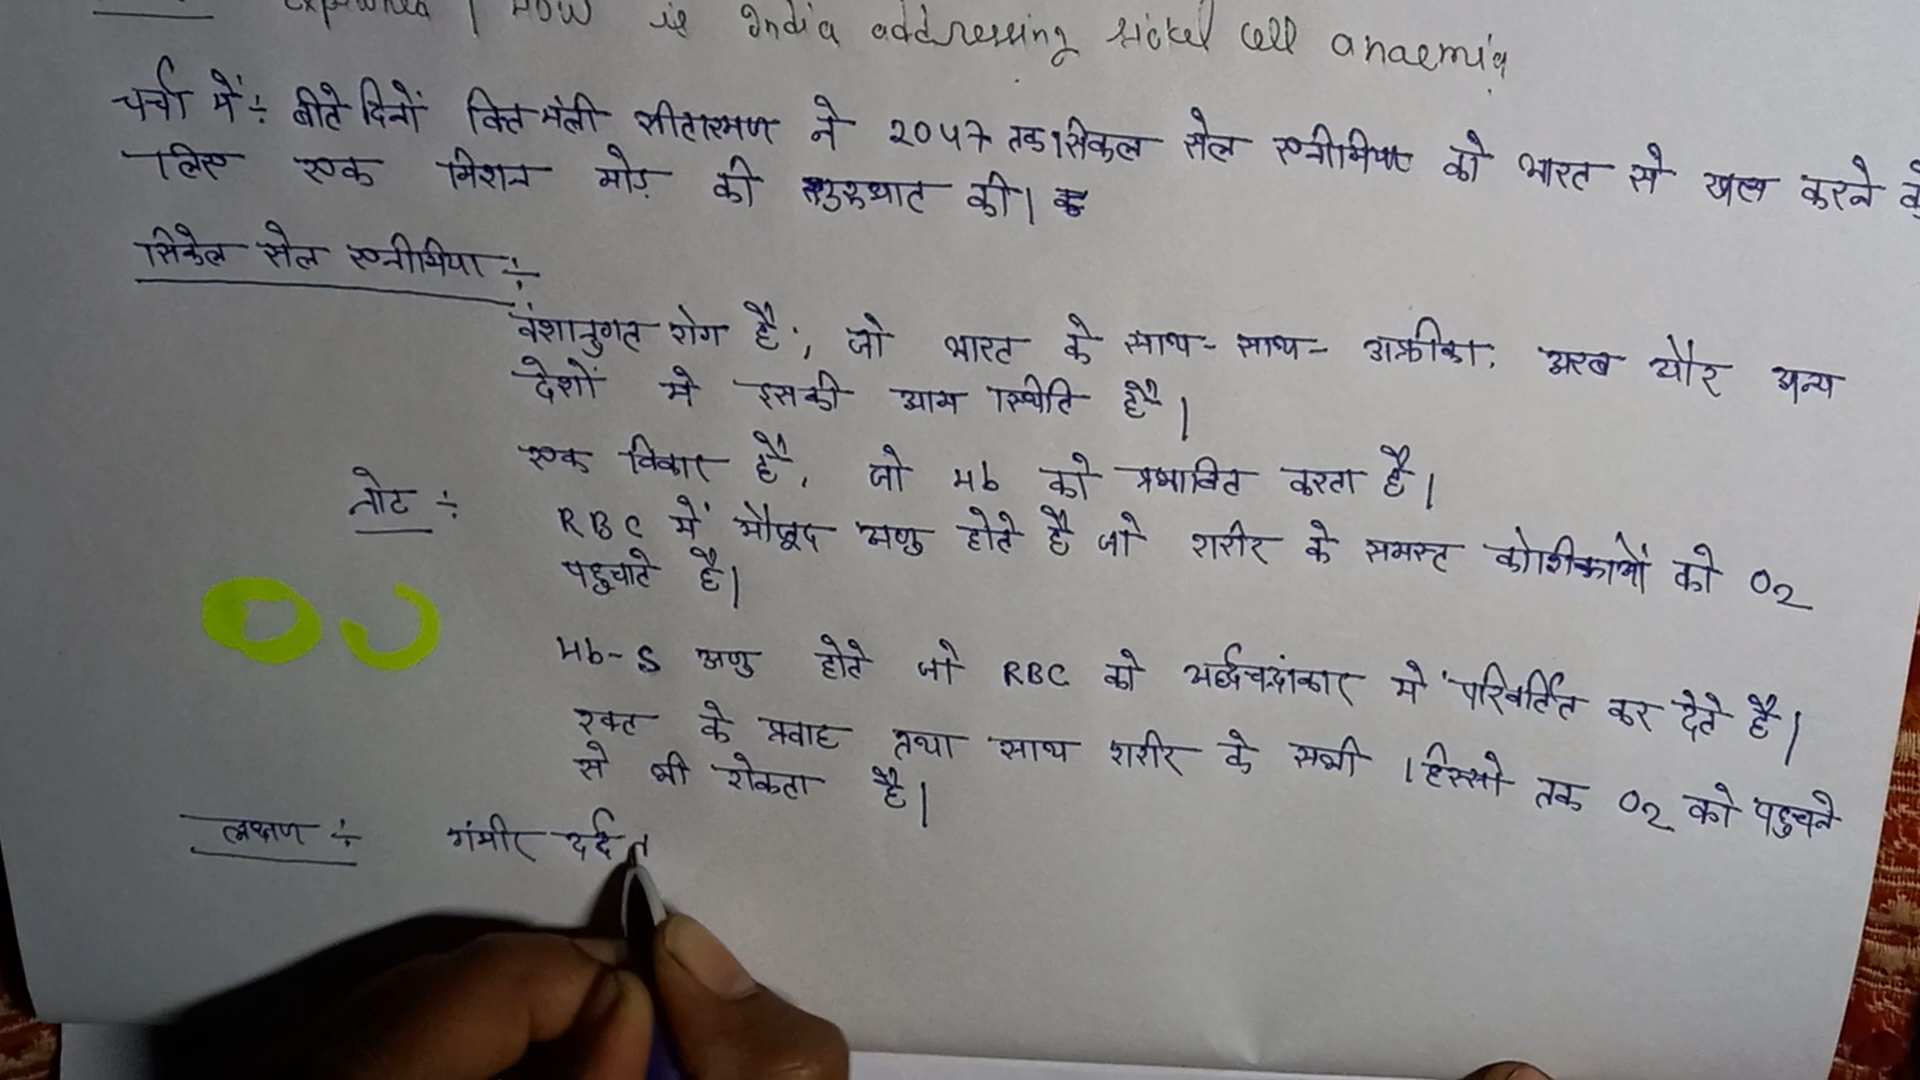 Explained | How is India addressing sickel cell anaemia
चर्चा में÷ बीते दिनों वित मंत्री सीतारमण ने 2047 तक सिकल सेल एनीमिया को भारत से खत्म करने के
लिए एक मिशन मोड़ की शुरुआत की।
सिकेल सेल एनीमिया ÷
वंशानुगत रोग है, जो भारत के साथ-साथ- अफ्रीका, अरब और अन्य
देशों मे इसकी आम स्थिति है।
एक विकार है, जो Hb को प्रभावित करता है।
नोट ÷ RBC में मौजूद अणु होते है जो शरीर के समस्त कोशिकाओं को O2
पहुचाते है।
Hb-S अणु होते जो RBC को अर्द्धचद्रांकार मे परिवर्तित कर देते है।
रक्त के प्रवाह तथा साथ शरीर के सभी हिस्सो तक O2 को पहुचने
से भी रोकता है।
लक्षण ÷ गंभीर दर्द